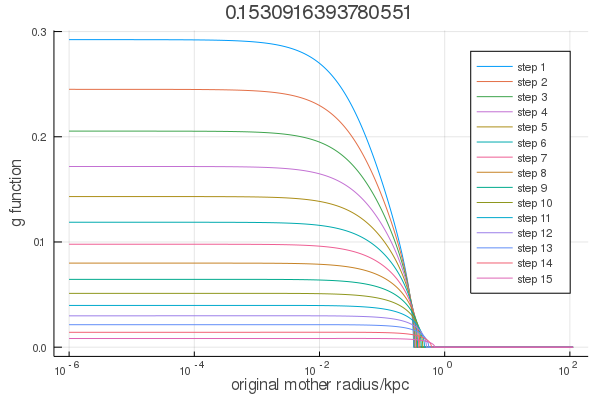 0.1530916393780551
g function
0.3
0.2
0.1
0.0
10^-6
10^-4
10^-2
10^0
10^2
original mother radius/kpc
step 1
step 2
step 3
step 4
step 5
step 6
step 7
step 8
step 9
step 10
step 11
step 12
step 13
step 14
step 15